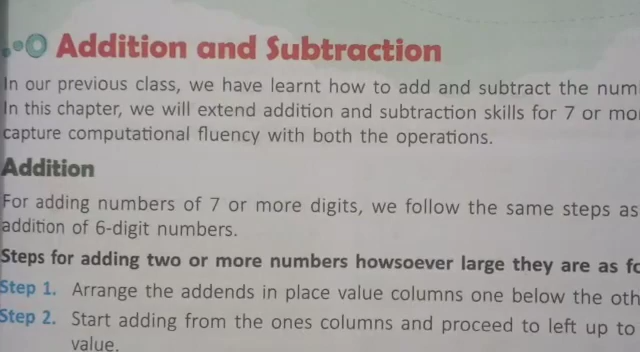 Addition and Subtraction
In our previous class, we have learnt how to add and subtract the num
In this chapter, we will extend addition and subtraction skills for 7 or mo
capture computational fluency with both the operations.
Addition
For adding numbers of 7 or more digits, we follow the same steps as
addition of 6-digit numbers.
Steps for adding two or more numbers howsoever large they are as fo
Step 1. Arrange the addends in place value columns one below the oth
Step 2. Start adding from the ones columns and proceed to left up to
value.